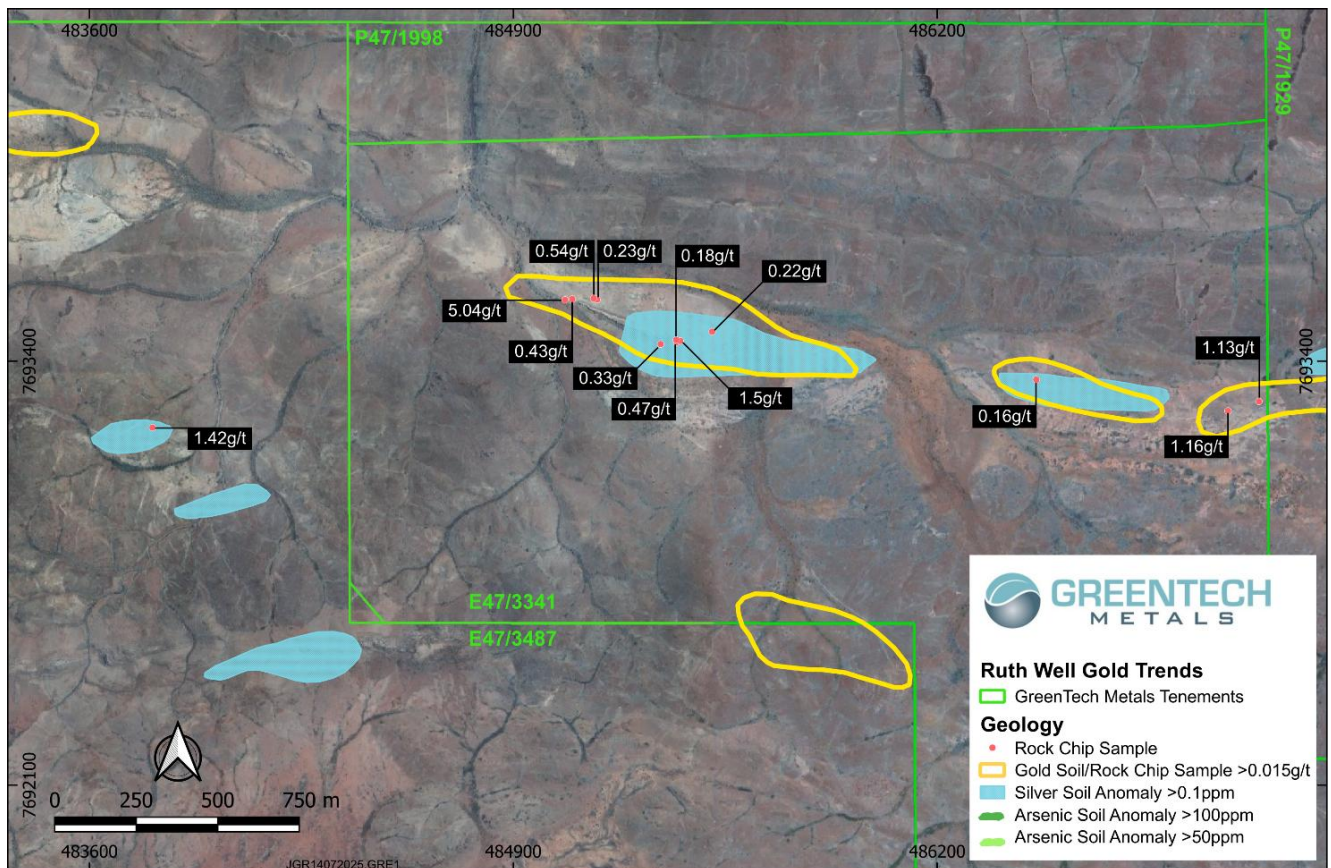 483600
484900
486200
P47/1998
P47/1929
0.54g/t
0.23g/t
0.18g/t
0.22g/t
5.04g/t
0.43g/t
0.33g/t
0.47g/t
1.5g/t
7693400
7693400
1.13g/t
0.16g/t
1.16g/t
1.42g/t
E47/3341
E47/3487
GREENTECH
METALS
Ruth Well Gold Trends
GreenTech Metals Tenements
Geology
Rock Chip Sample
Gold Soil/Rock Chip Sample >0.015g/t
Silver Soil Anomaly >0.1ppm
Arsenic Soil Anomaly >100ppm
Arsenic Soil Anomaly >50ppm
7692100
0 250 500 750 m
483600
JGR14072025 GRE1
484900
486200